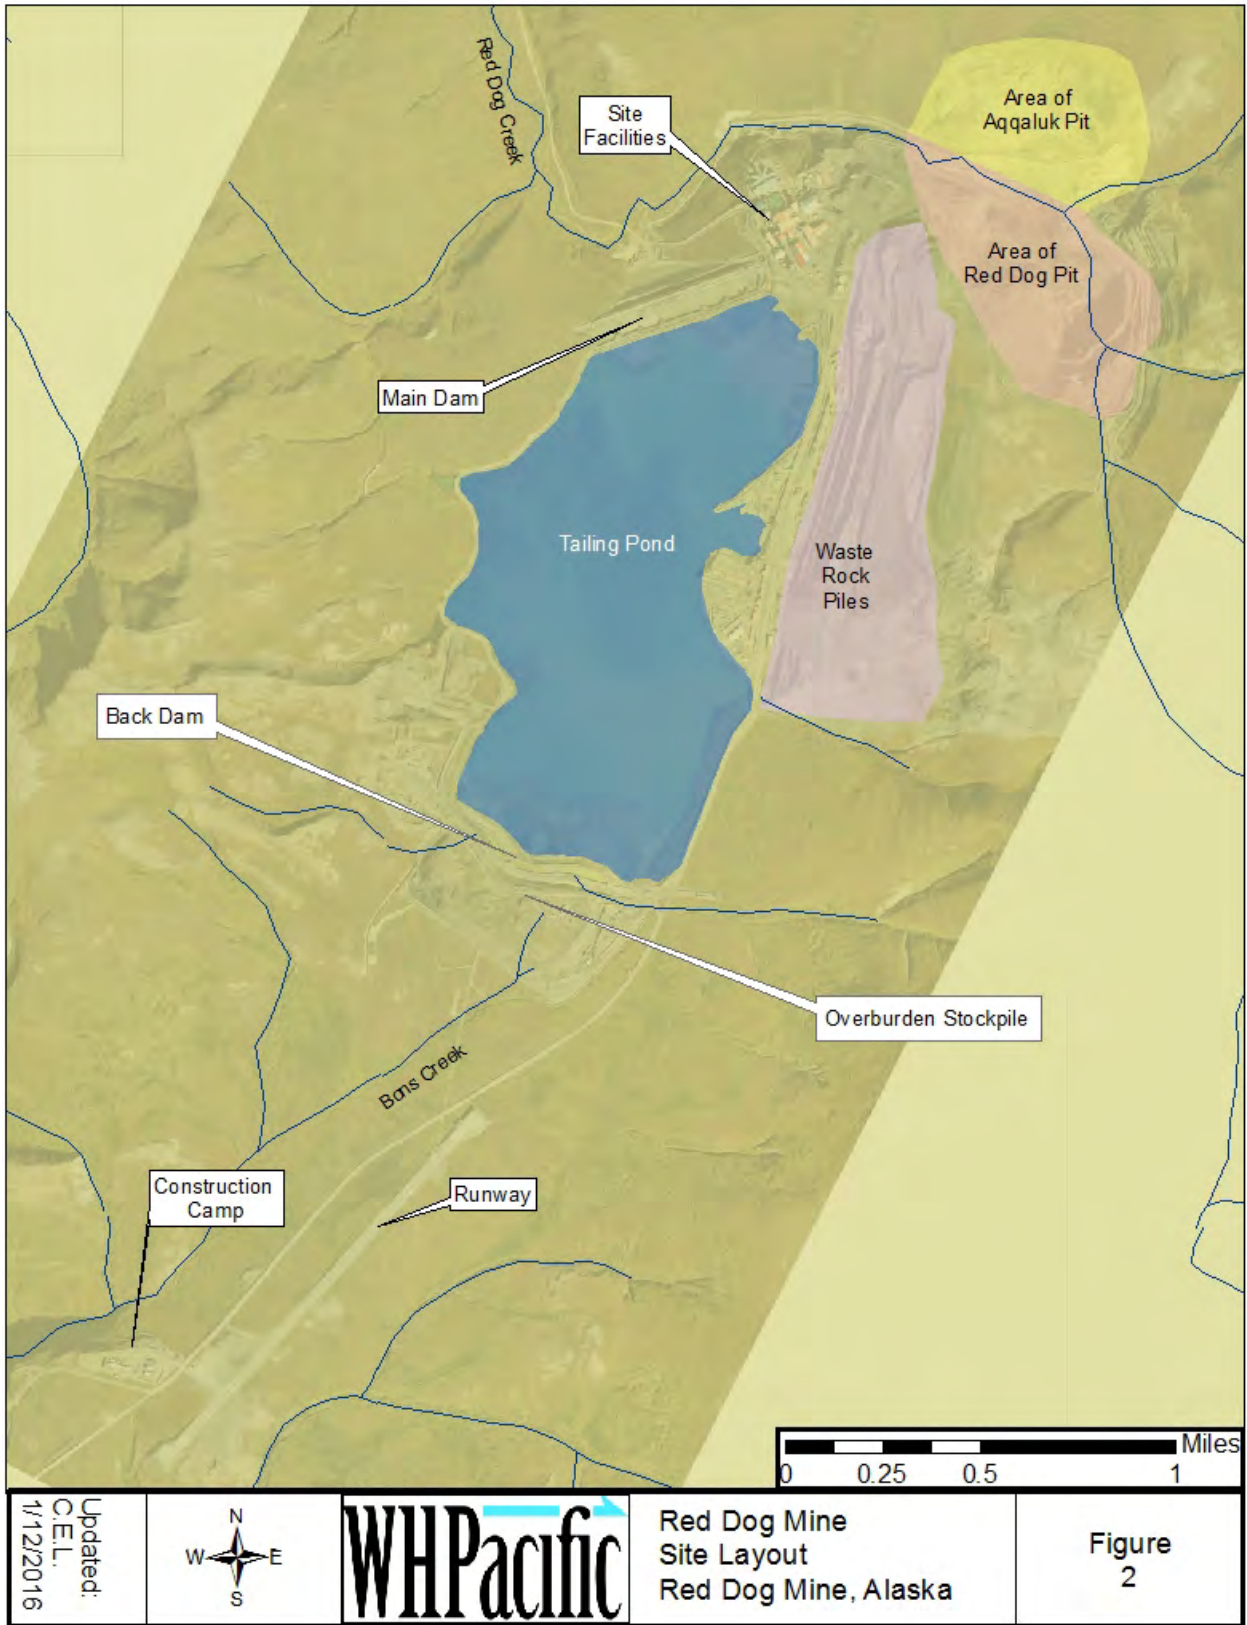 Red Dog Creek
Site
Facilities
Area of
Aqqaluk Pit
Area of
Red Dog Pit
Main Dam
Tailing Pond
Waste
Rock
Piles
Back Dam
Overburden Stockpile
Bons Creek
Construction
Camp
Runway
Miles
0 0.25 0.5 1
Updated:
C.E.L.
1/12/2016
N
W E
S
WHPacific
Red Dog Mine
Site Layout
Red Dog Mine, Alaska
Figure
2